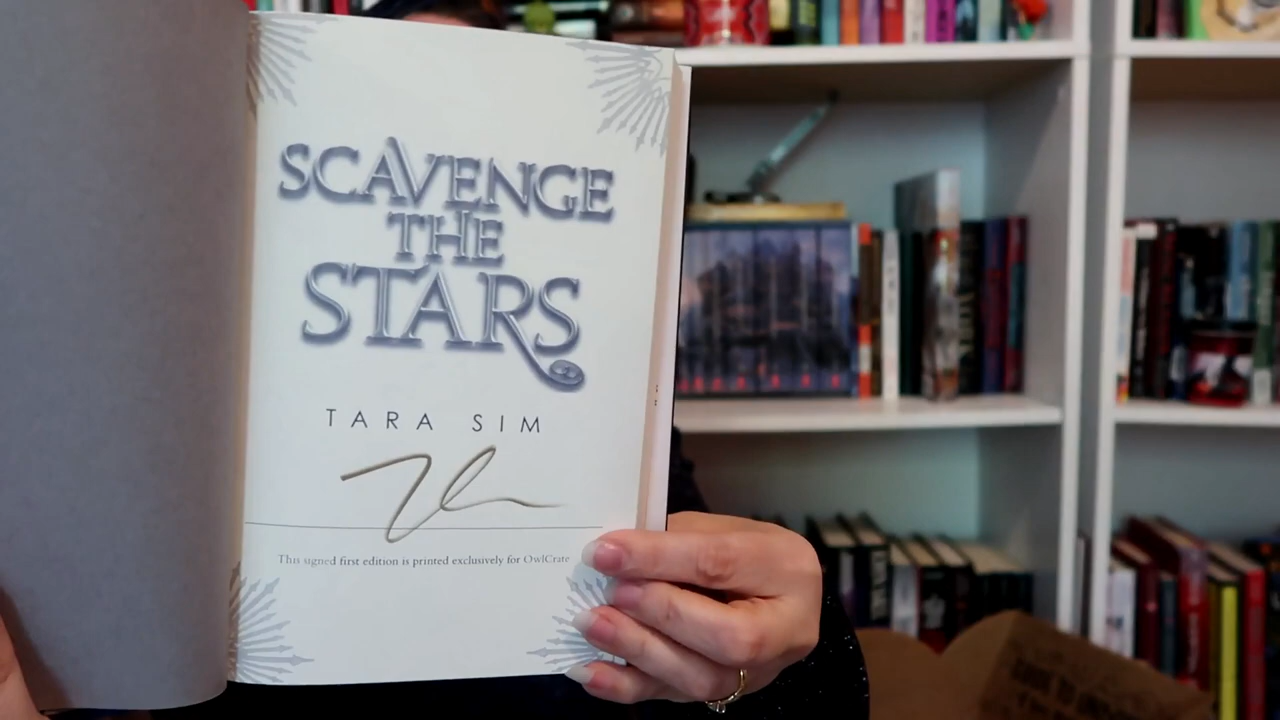 SCAVENGE
THE
STARS
TARA SIM
This signed first edition is printed exclusively for OwlCrate